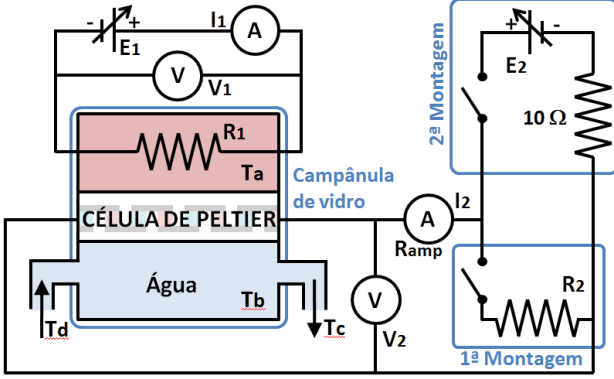 - +
E1
I1
A
V
V1
R1
Ta
Campânula
de vidro
CÉLULA DE PELTIER
Água
Tb
Td
Tc
A
I2
Ramp
V
V2
2ª Montagem
+ -
E2
10 Ω
R2
1ª Montagem